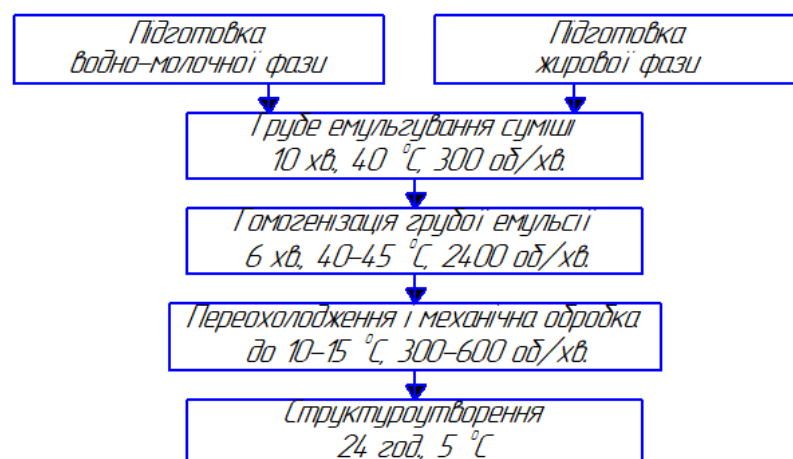 Підготовка
водно-молочної фази
Підготовка
жирової фази
Грубе емульгування суміші
10 хв, 40 °С, 300 об/хв.
Гомогенізація грубої емульсії
6 хв., 40-45 °С, 2400 об/хв.
Переохолодження і механічна обробка
до 10-15 °С, 300-600 об/хв.
Структуроутворення
24 год, 5 °С